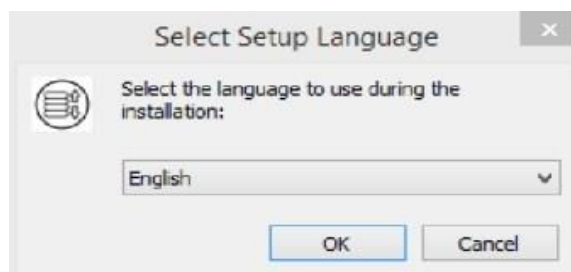 Select Setup Language
Select the language to use during the
installation:
English
OK
Cancel